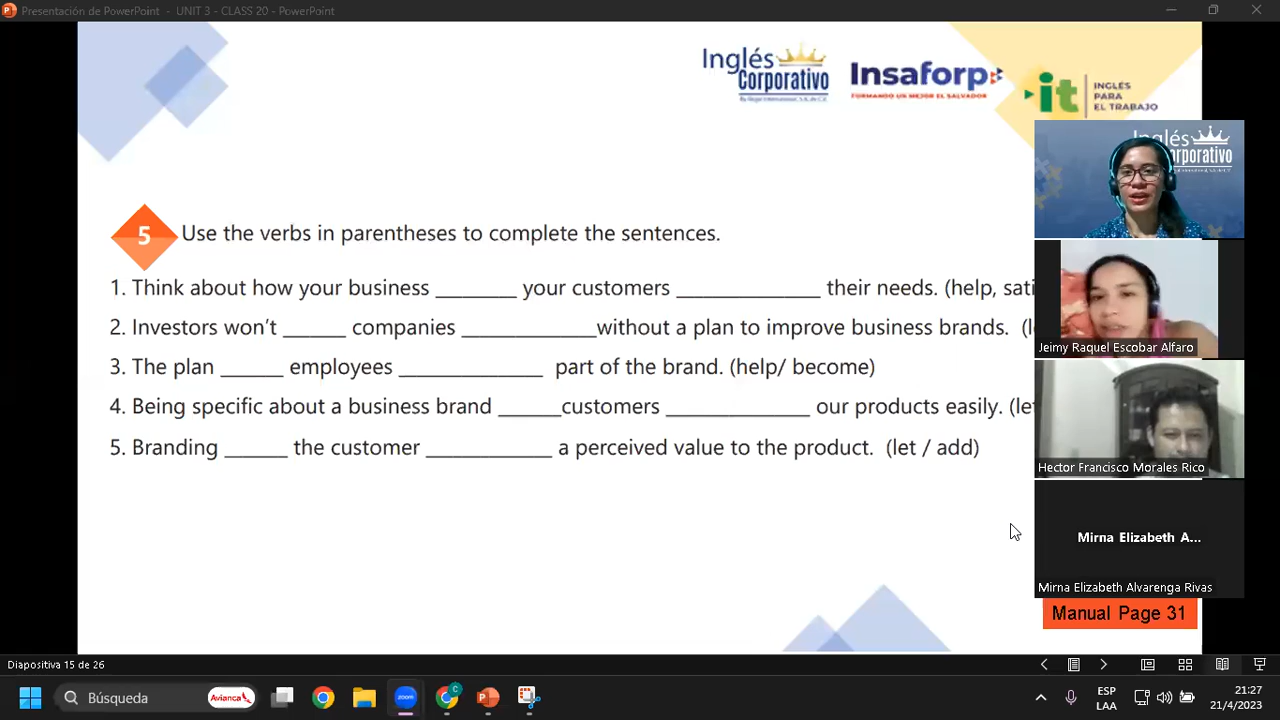 Presentación de PowerPoint - UNIT 3 - CLASS 20 - PowerPoint
Inglés
Corporativo
Insaforp
FORMANDO UN MEJOR EL SALVADOR
it
INGLÉS
PARA
EL TRABAJO
Inglés
orporativo
5
Use the verbs in parentheses to complete the sentences.
1. Think about how your business ________ your customers ______________ their needs. (help, sati
2. Investors won't ______ companies _____________without a plan to improve business brands. (l
3. The plan ______ employees ______________ part of the brand. (help/ become)
4. Being specific about a business brand ______customers ______________ our products easily. (let
5. Branding ______ the customer ____________ a perceived value to the product. (let / add)
Jeimy Raquel Escobar Alfaro
Hector Francisco Morales Rico
Mirna Elizabeth A...
Mirna Elizabeth Alvarenga Rivas
Manual Page 31
Diapositiva 15 de 26
Búsqueda
Avianca
C
ESP
LAA
21:27
21/4/2023